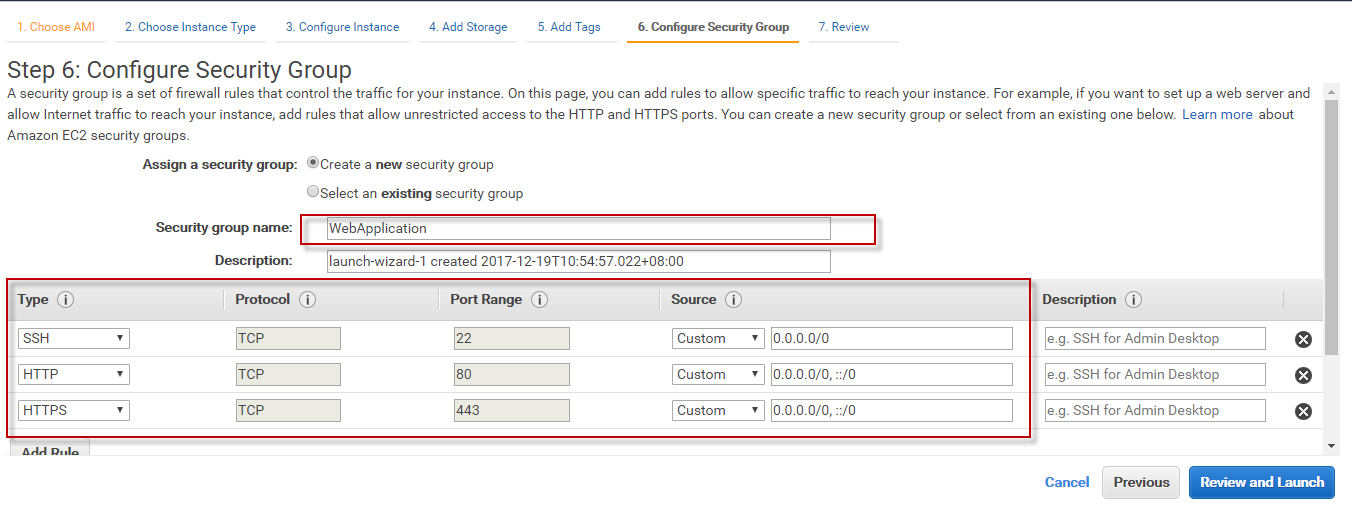 1. Choose AMI 2. Choose Instance Type 3. Configure Instance 4. Add Storage 5. Add Tags 6. Configure Security Group 7. Review
Step 6: Configure Security Group
A security group is a set of firewall rules that control the traffic for your instance. On this page, you can add rules to allow specific traffic to reach your instance. For example, if you want to set up a web server and
allow Internet traffic to reach your instance, add rules that allow unrestricted access to the HTTP and HTTPS ports. You can create a new security group or select from an existing one below. Learn more about
Amazon EC2 security groups.
Assign a security group: Create a new security group
Select an existing security group
Security group name: WebApplication
Description: launch-wizard-1 created 2017-12-19T10:54:57.022+08:00
Type i Protocol i Port Range i Source i Description i
SSH TCP 22 Custom 0.0.0.0/0 e.g. SSH for Admin Desktop
HTTP TCP 80 Custom 0.0.0.0/0, ::/0 e.g. SSH for Admin Desktop
HTTPS TCP 443 Custom 0.0.0.0/0, ::/0 e.g. SSH for Admin Desktop
Add Rule
Cancel Previous Review and Launch